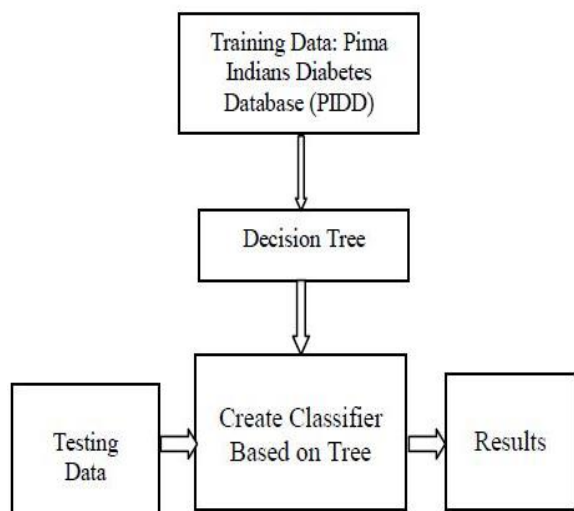 Training Data: Pima
Indians Diabetes
Database (PIDD)
Decision Tree
Create Classifier
Based on Tree
Testing
Data
Results